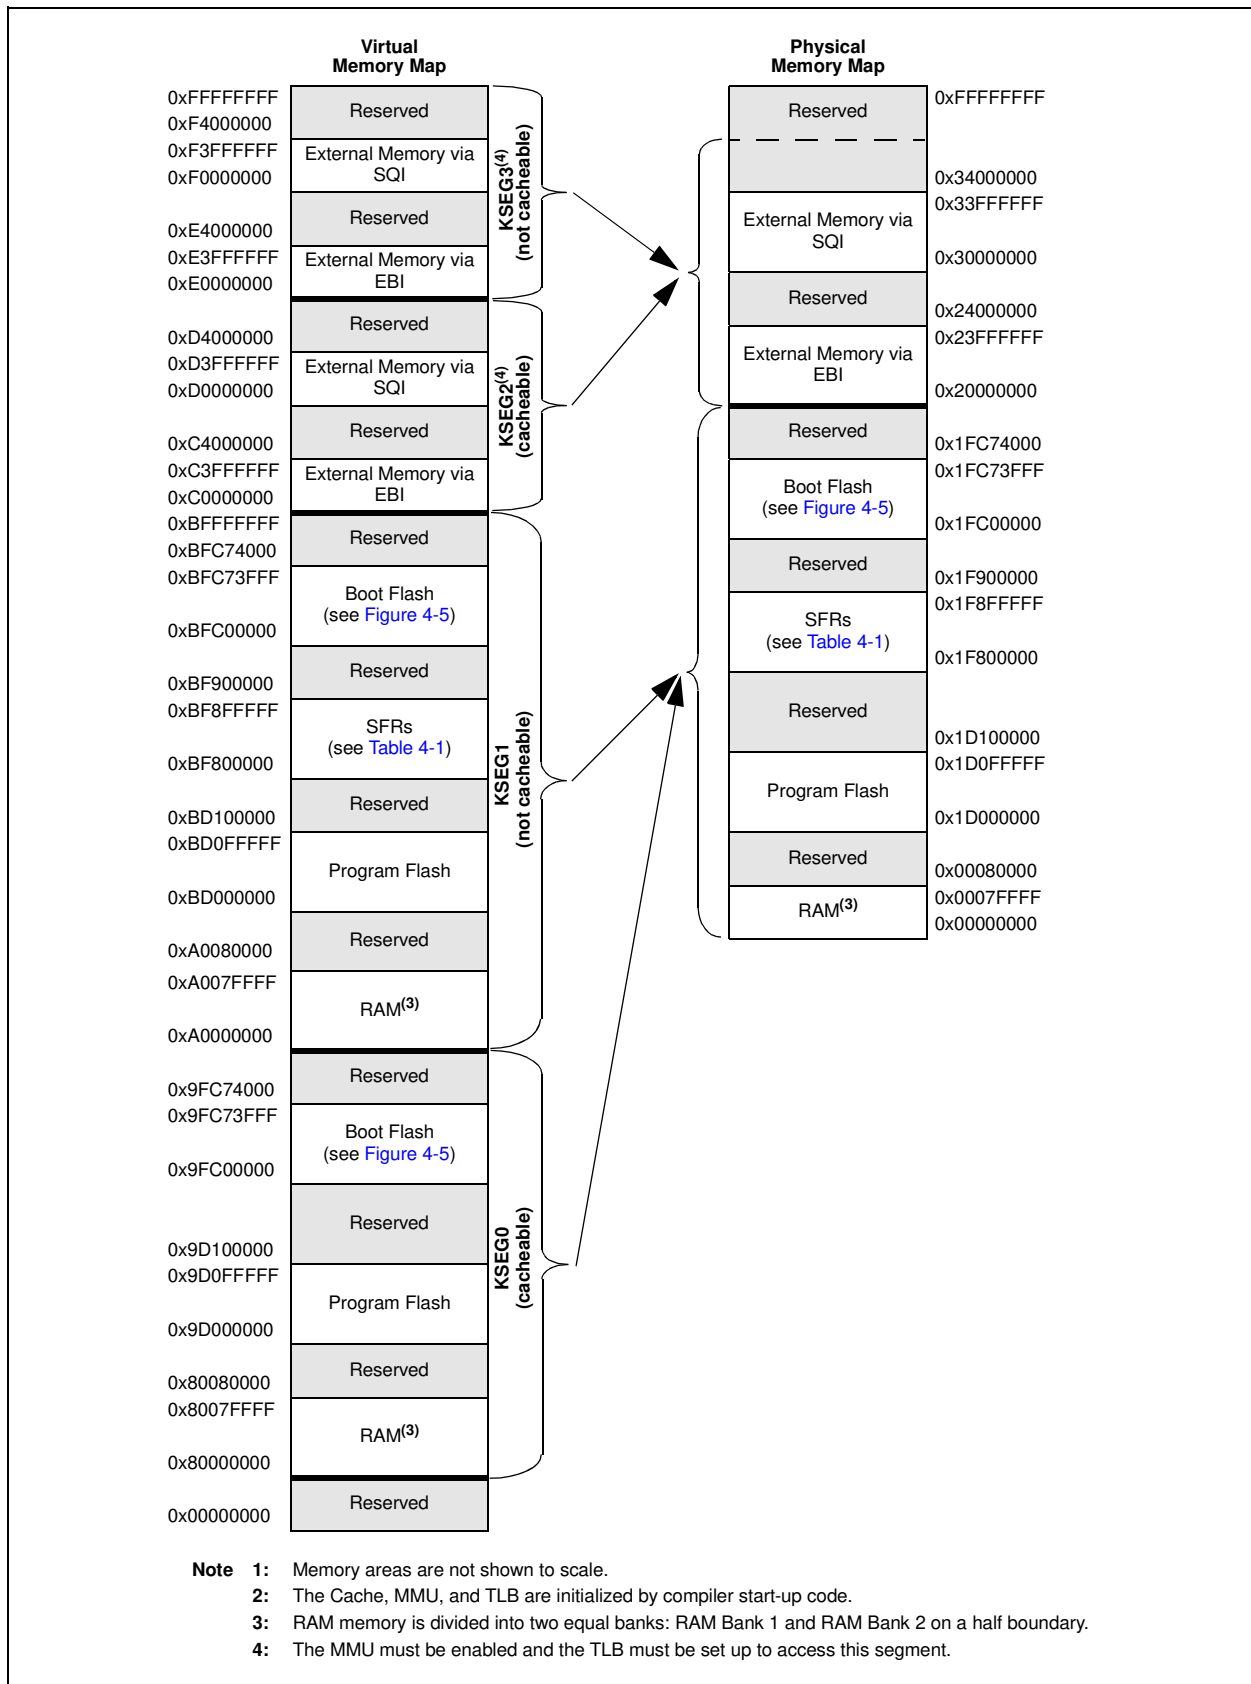 Virtual
Memory Map
Physical
Memory Map
0xFFFFFFFF
Reserved
0xF4000000
0xF3FFFFFF
External Memory via
SQI
0xF0000000
Reserved
0xE4000000
0xE3FFFFFF
External Memory via
EBI
0xE0000000
KSEG3(4)
(not cacheable)
Reserved
0xD4000000
0xD3FFFFFF
External Memory via
SQI
0xD0000000
Reserved
0xC4000000
0xC3FFFFFF
External Memory via
EBI
0xC0000000
KSEG2(4)
(cacheable)
0xBFFFFFFF
Reserved
0xBFC74000
0xBFC73FFF
Boot Flash
(see Figure 4-5)
0xBFC00000
Reserved
0xBF900000
0xBF8FFFFF
SFRs
(see Table 4-1)
0xBF800000
Reserved
0xBD100000
0xBD0FFFFF
Program Flash
0xBD000000
Reserved
0xA0080000
0xA007FFFF
RAM(3)
0xA0000000
KSEG1
(not cacheable)
Reserved
0x9FC74000
0x9FC73FFF
Boot Flash
(see Figure 4-5)
0x9FC00000
Reserved
0x9D100000
0x9D0FFFFF
Program Flash
0x9D000000
Reserved
0x80080000
0x8007FFFF
RAM(3)
0x80000000
KSEG0
(cacheable)
Reserved
0x00000000
Reserved
0xFFFFFFFF
0x34000000
0x33FFFFFF
External Memory via
SQI
0x30000000
Reserved
0x24000000
0x23FFFFFF
External Memory via
EBI
0x20000000
Reserved
0x1FC74000
0x1FC73FFF
Boot Flash
(see Figure 4-5)
0x1FC00000
Reserved
0x1F900000
0x1F8FFFFF
SFRs
(see Table 4-1)
0x1F800000
Reserved
0x1D100000
0x1D0FFFFF
Program Flash
0x1D000000
Reserved
0x00080000
0x0007FFFF
RAM(3)
0x00000000
Note 1: Memory areas are not shown to scale.
2: The Cache, MMU, and TLB are initialized by compiler start-up code.
3: RAM memory is divided into two equal banks: RAM Bank 1 and RAM Bank 2 on a half boundary.
4: The MMU must be enabled and the TLB must be set up to access this segment.